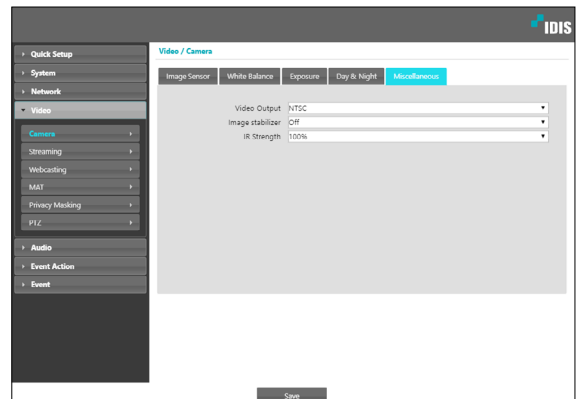 IDIS
Quick Setup
System
Network
Video
Camera
Streaming
Webcasting
MAT
Privacy Masking
PTZ
Audio
Event Action
Event
Video / Camera
Image Sensor White Balance Exposure Day & Night Miscellaneous
Video Output NTSC
Image stabilizer Off
IR Strength 100%
Save